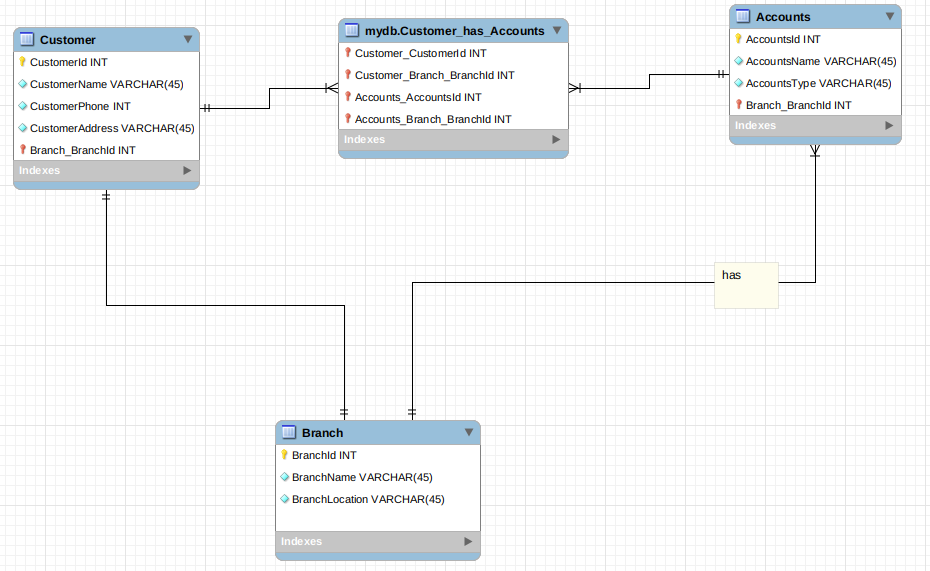 Customer
CustomerId INT
CustomerName VARCHAR(45)
CustomerPhone INT
CustomerAddress VARCHAR(45)
Branch_BranchId INT
Indexes
mydb.Customer_has_Accounts
Customer_CustomerId INT
Customer_Branch_BranchId INT
Accounts_AccountsId INT
Accounts_Branch_BranchId INT
Indexes
Accounts
AccountsId INT
AccountsName VARCHAR(45)
AccountsType VARCHAR(45)
Branch_BranchId INT
Indexes
has
Branch
BranchId INT
BranchName VARCHAR(45)
BranchLocation VARCHAR(45)
Indexes